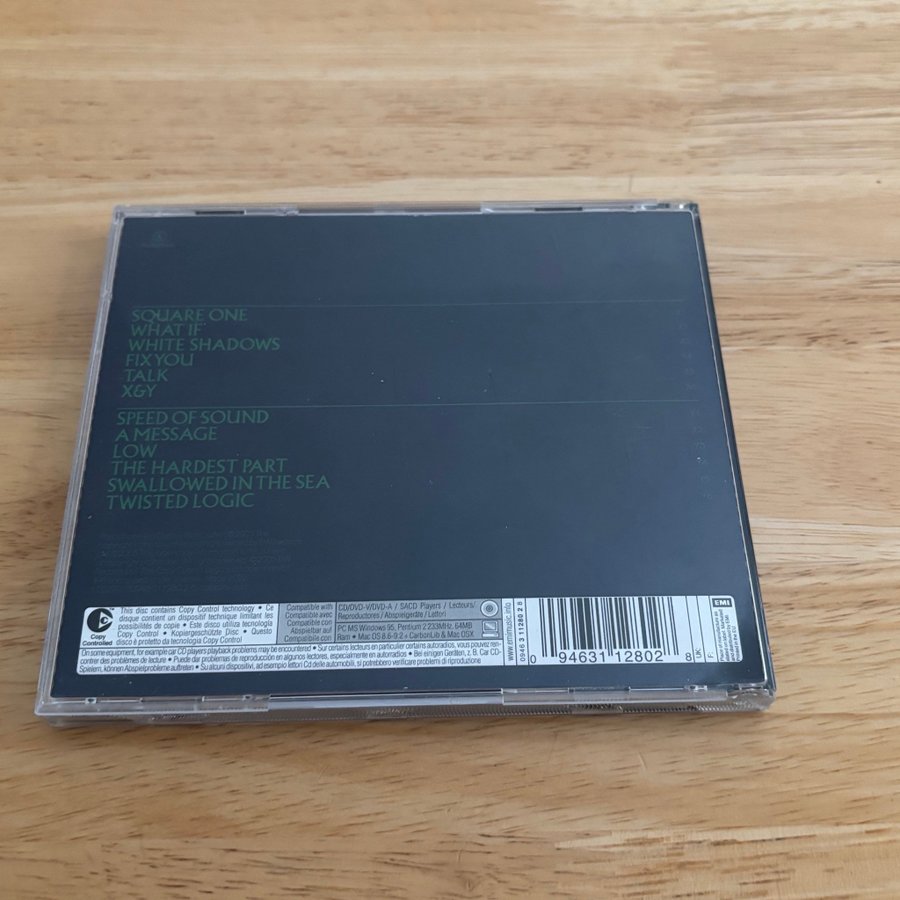 SQUARE ONE
WHAT IF
WHITE SHADOWS
FIX YOU
TALK
X&Y
SPEED OF SOUND
A MESSAGE
LOW
THE HARDEST PART
SWALLOWED IN THE SEA
TWISTED LOGIC
Copy
Controlled
This disc contains Copy Control technology • Ce
disque contient un dispositif technique limitant les
possibilités de copie • Este disco utiliza tecnología
Copy Control • Kopiergeschützte Disc • Questo
disco è protetto da tecnologia Copy Control
Compatible with
Compatible avec
Compatible con
Abspielbar auf
Compatibile con
CD/DVD-V/DVD-A / SACD Players / Lecteurs/
Reproductores / Abspielgeräte / Lettori
PC MS Windows 95, Pentium 2 233MHz, 64MB
Ram • Mac OS 8.6-9.2 + CarbonLib & Mac OSX
On some equipment, for example car CD players, playback problems may be encountered • Sur certains lecteurs en particulier certains autoradios, vous pouvez ren-
contrer des problèmes de lecture • Puede dar problemas de reproducción en algunos lectores, especialmente en autorradios • Bei einigen Geräten, z. B. Car CD-
Spielern, können Abspielprobleme auftreten • Su alcuni dispositivi, ad esempio lettori Cd delle automobili, si potrebbero verificare problemi di riproduzione
www.emimusic.info
0946 3 112802 8
0 94631 12802 8
UK:
F:
EMI